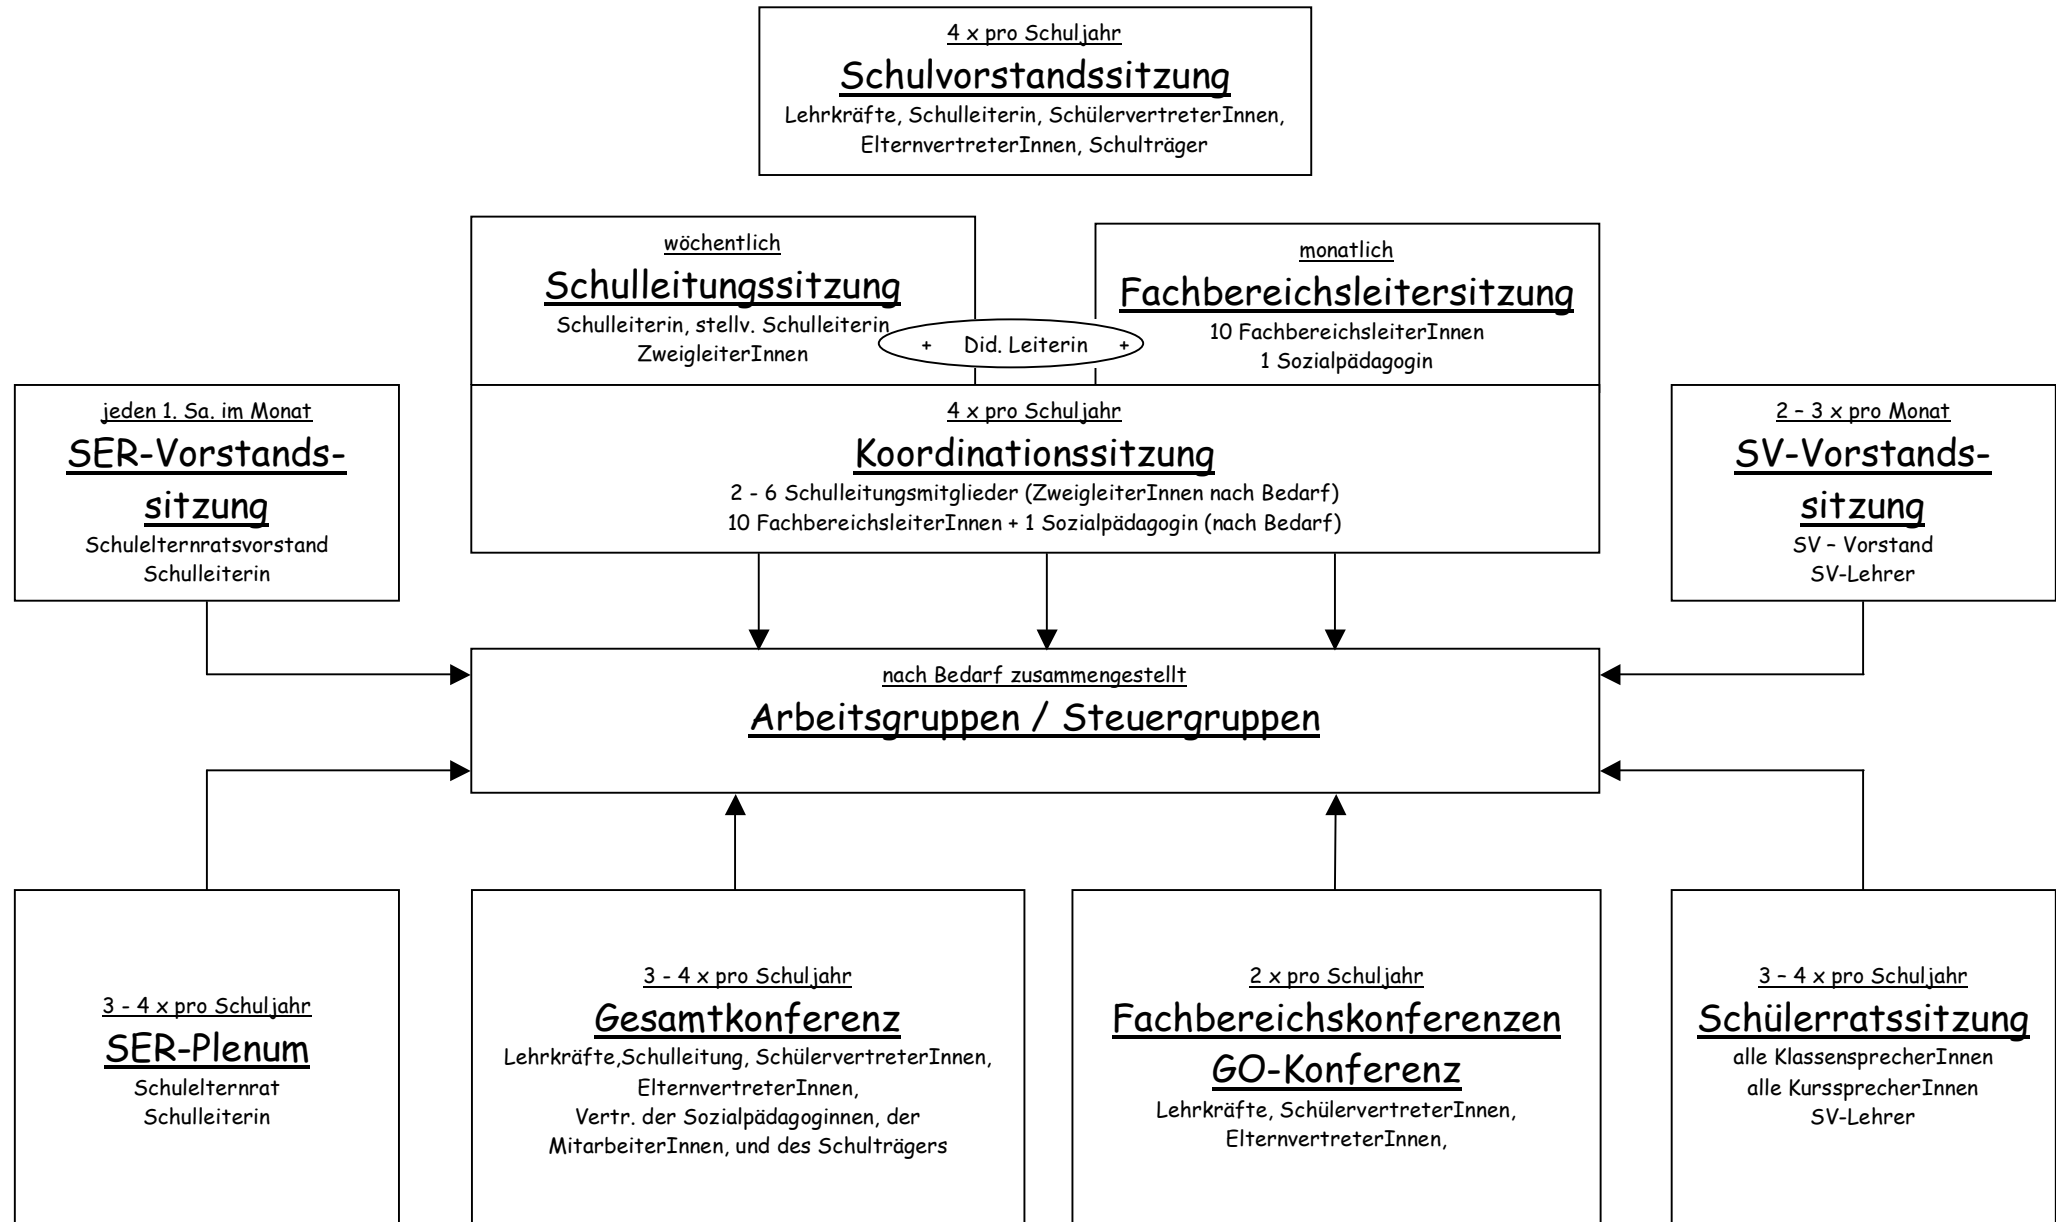 4 x pro Schuljahr
Schulvorstandssitzung
Lehrkräfte, Schulleiterin, SchülervertreterInnen,
ElternvertreterInnen, Schulträger
wöchentlich
Schulleitungssitzung
Schulleiterin, stellv. Schulleiterin
ZweigleiterInnen
monatlich
Fachbereichsleitersitzung
10 FachbereichsleiterInnen
1 Sozialpädagogin
+ Did. Leiterin +
jeden 1. Sa. im Monat
SER-Vorstands-
sitzung
Schulelternratsvorstand
Schulleiterin
4 x pro Schuljahr
Koordinationssitzung
2 - 6 Schulleitungsmitglieder (ZweigleiterInnen nach Bedarf)
10 FachbereichsleiterInnen + 1 Sozialpädagogin (nach Bedarf)
2 – 3 x pro Monat
SV-Vorstands-
sitzung
SV – Vorstand
SV-Lehrer
nach Bedarf zusammengestellt
Arbeitsgruppen / Steuergruppen
3 - 4 x pro Schuljahr
SER-Plenum
Schulelternrat
Schulleiterin
3 - 4 x pro Schuljahr
Gesamtkonferenz
Lehrkräfte,Schulleitung, SchülervertreterInnen,
ElternvertreterInnen,
Vertr. der Sozialpädagoginnen, der
MitarbeiterInnen, und des Schulträgers
2 x pro Schuljahr
Fachbereichskonferenzen
GO-Konferenz
Lehrkräfte, SchülervertreterInnen,
ElternvertreterInnen,
3 – 4 x pro Schuljahr
Schülerratssitzung
alle KlassensprecherInnen
alle KurssprecherInnen
SV-Lehrer